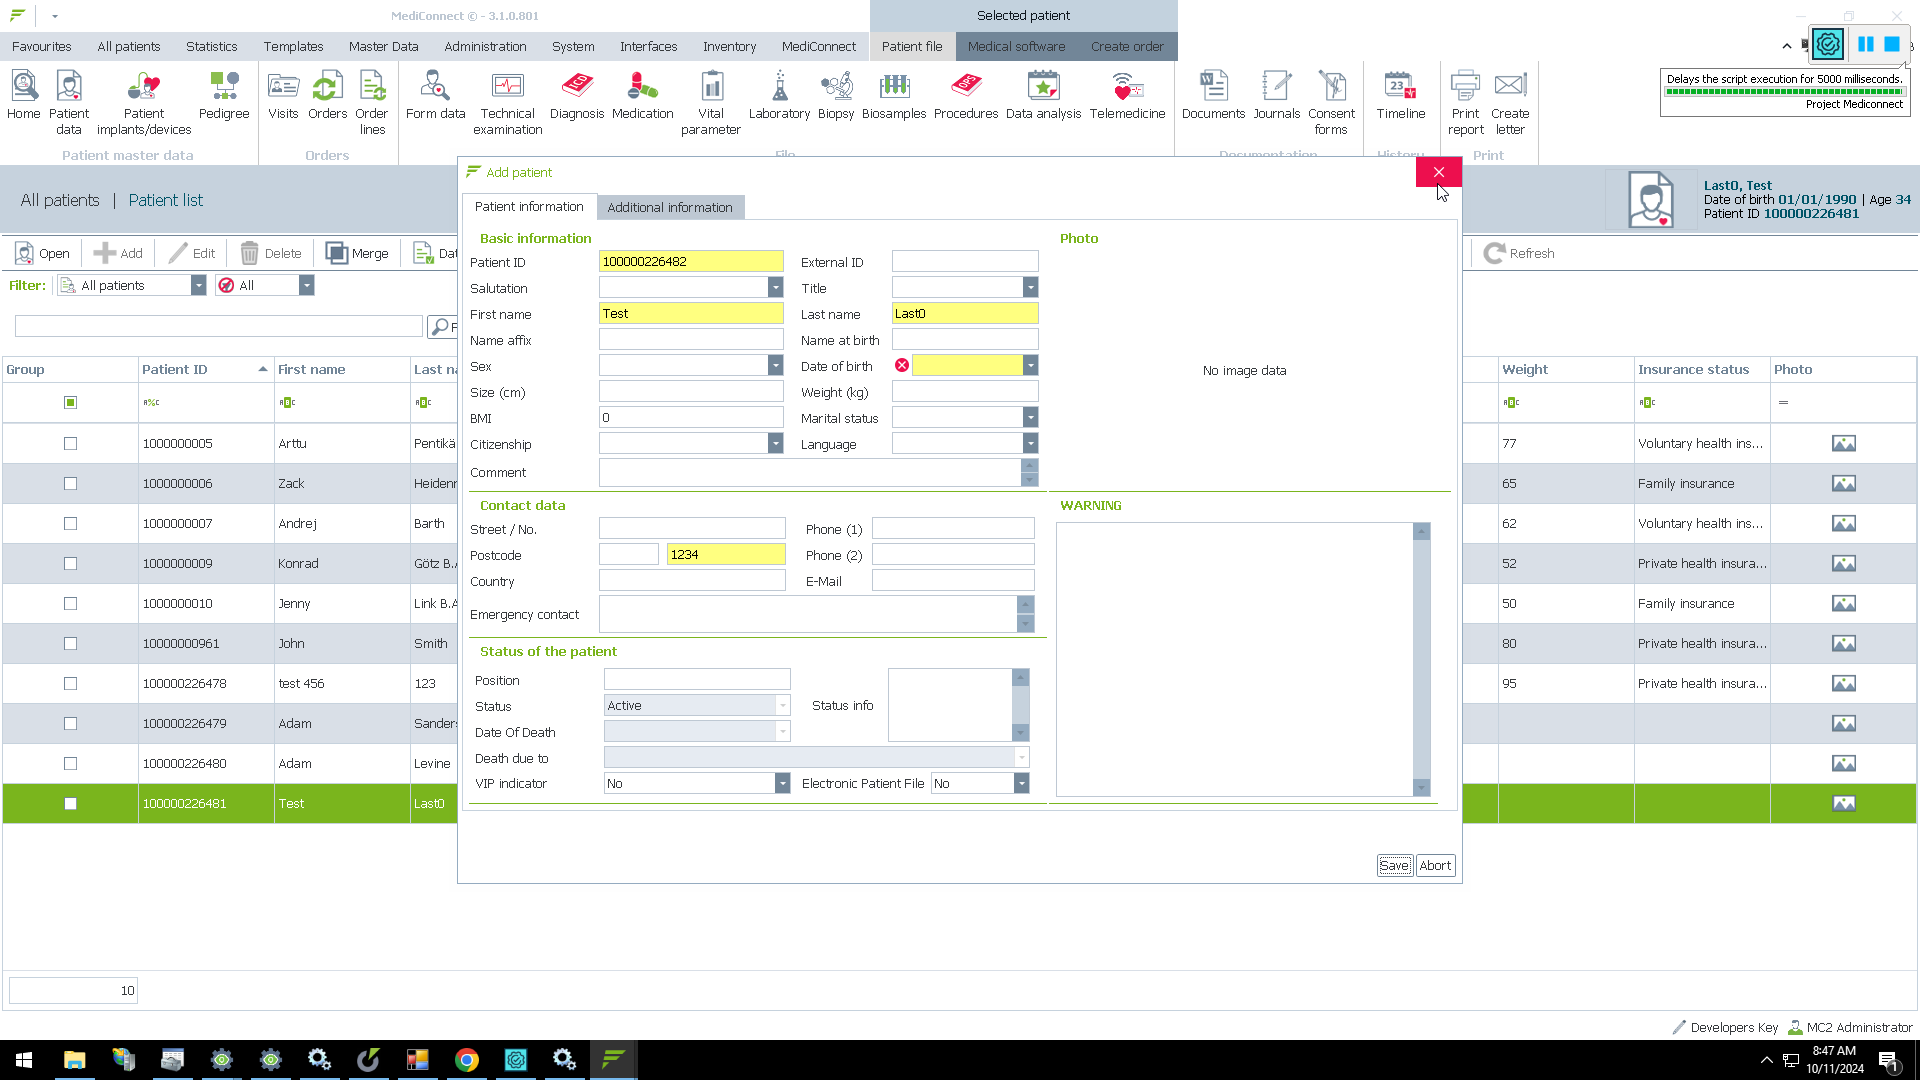 MediConnect © - 3.1.0.801
Selected patient
Favourites All patients Statistics Templates Master Data Administration System Interfaces Inventory MediConnect Patient file Medical software Create order
Delays the script execution for 5000 milliseconds.
Project Mediconnect
Home Patient data Patient implants/devices Pedigree Visits Orders Order lines Form data Technical examination Diagnosis Medication Vital parameter Laboratory Biopsy Biosamples Procedures Data analysis Telemedicine Documents Journals Consent forms Timeline Print report Create letter
Patient master data Orders File Documentation History Print
All patients | Patient list
Last0, Test
Date of birth 01/01/1990 | Age 34
Patient ID 100000226481
Open Add Edit Delete Merge Refresh
Filter: All patients All
Group Patient ID First name Weight Insurance status Photo
1000000005 Arttu 77 Voluntary health ins...
1000000006 Zack 65 Family insurance
1000000007 Andrej Barth 62 Voluntary health ins...
1000000009 Konrad 52 Private health insura...
1000000010 Jenny 50 Family insurance
10000000961 John Smith 80 Private health insura...
100000226478 test 456 123 95 Private health insura...
100000226479 Adam
100000226480 Adam Levine
100000226481 Test Last0
10
Add patient
Patient information Additional information
Basic information
Photo
Patient ID 100000226482 External ID
Salutation Title
First name Test Last name Last0
Name affix Name at birth
Sex Date of birth
No image data
Size (cm) Weight (kg)
BMI 0 Marital status
Citizenship Language
Comment
Contact data
WARNING
Street / No. Phone (1)
Postcode 1234 Phone (2)
Country E-Mail
Emergency contact
Status of the patient
Position
Status Active Status info
Date Of Death
Death due to
VIP indicator No Electronic Patient File No
Save Abort
Developers Key MC2 Administrator
8:47 AM
10/11/2024
1